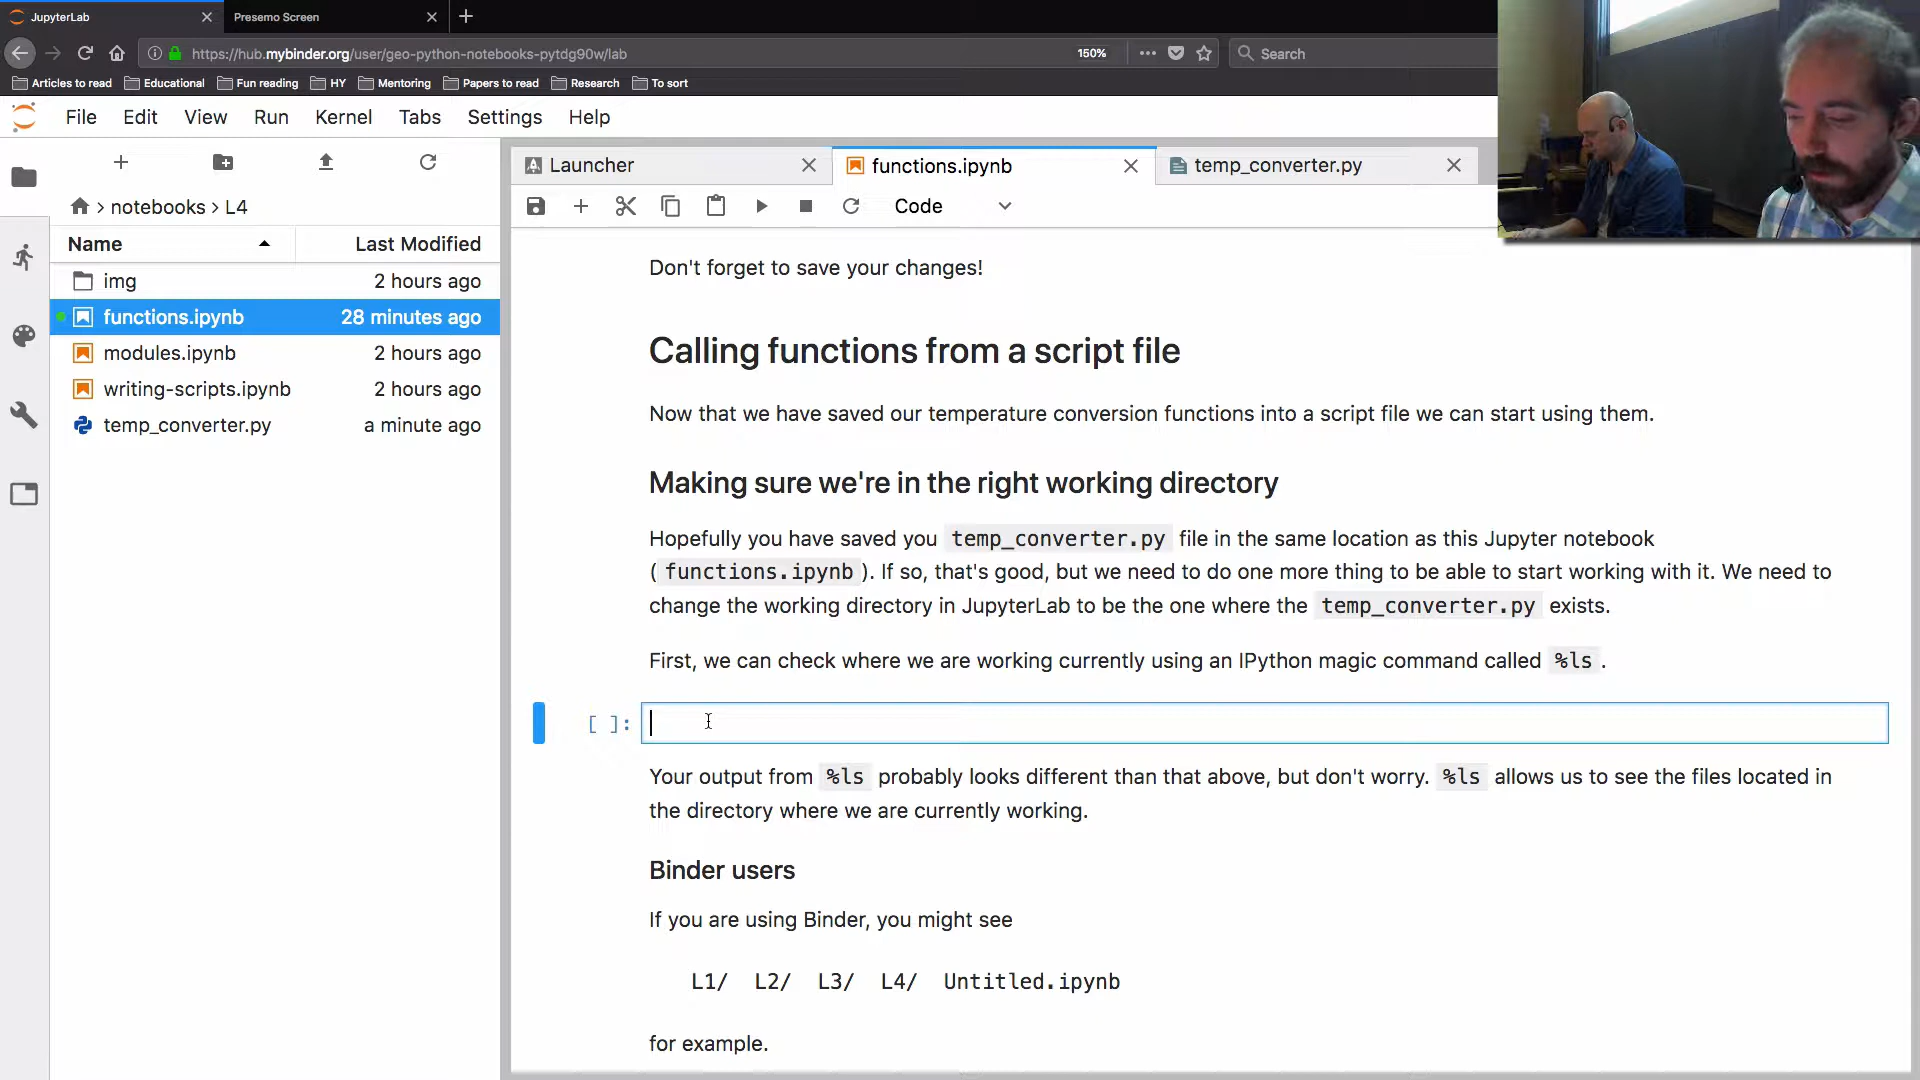 JupyterLab
Presemo Screen
https://hub.mybinder.org/user/geo-python-notebooks-pytdg90w/lab
150%
Search
Articles to read
Educational
Fun reading
HY
Mentoring
Papers to read
Research
To sort
File
Edit
View
Run
Kernel
Tabs
Settings
Help
notebooks > L4
Name
Last Modified
img
2 hours ago
functions.ipynb
28 minutes ago
modules.ipynb
2 hours ago
writing-scripts.ipynb
2 hours ago
temp_converter.py
a minute ago
Launcher
functions.ipynb
temp_converter.py
Code
Don't forget to save your changes!
Calling functions from a script file
Now that we have saved our temperature conversion functions into a script file we can start using them.
Making sure we're in the right working directory
Hopefully you have saved you temp_converter.py file in the same location as this Jupyter notebook
( functions.ipynb ). If so, that's good, but we need to do one more thing to be able to start working with it. We need to
change the working directory in JupyterLab to be the one where the temp_converter.py exists.
First, we can check where we are working currently using an IPython magic command called %ls .
[ ]:
Your output from %ls probably looks different than that above, but don't worry. %ls allows us to see the files located in
the directory where we are currently working.
Binder users
If you are using Binder, you might see
L1/ L2/ L3/ L4/ Untitled.ipynb
for example.